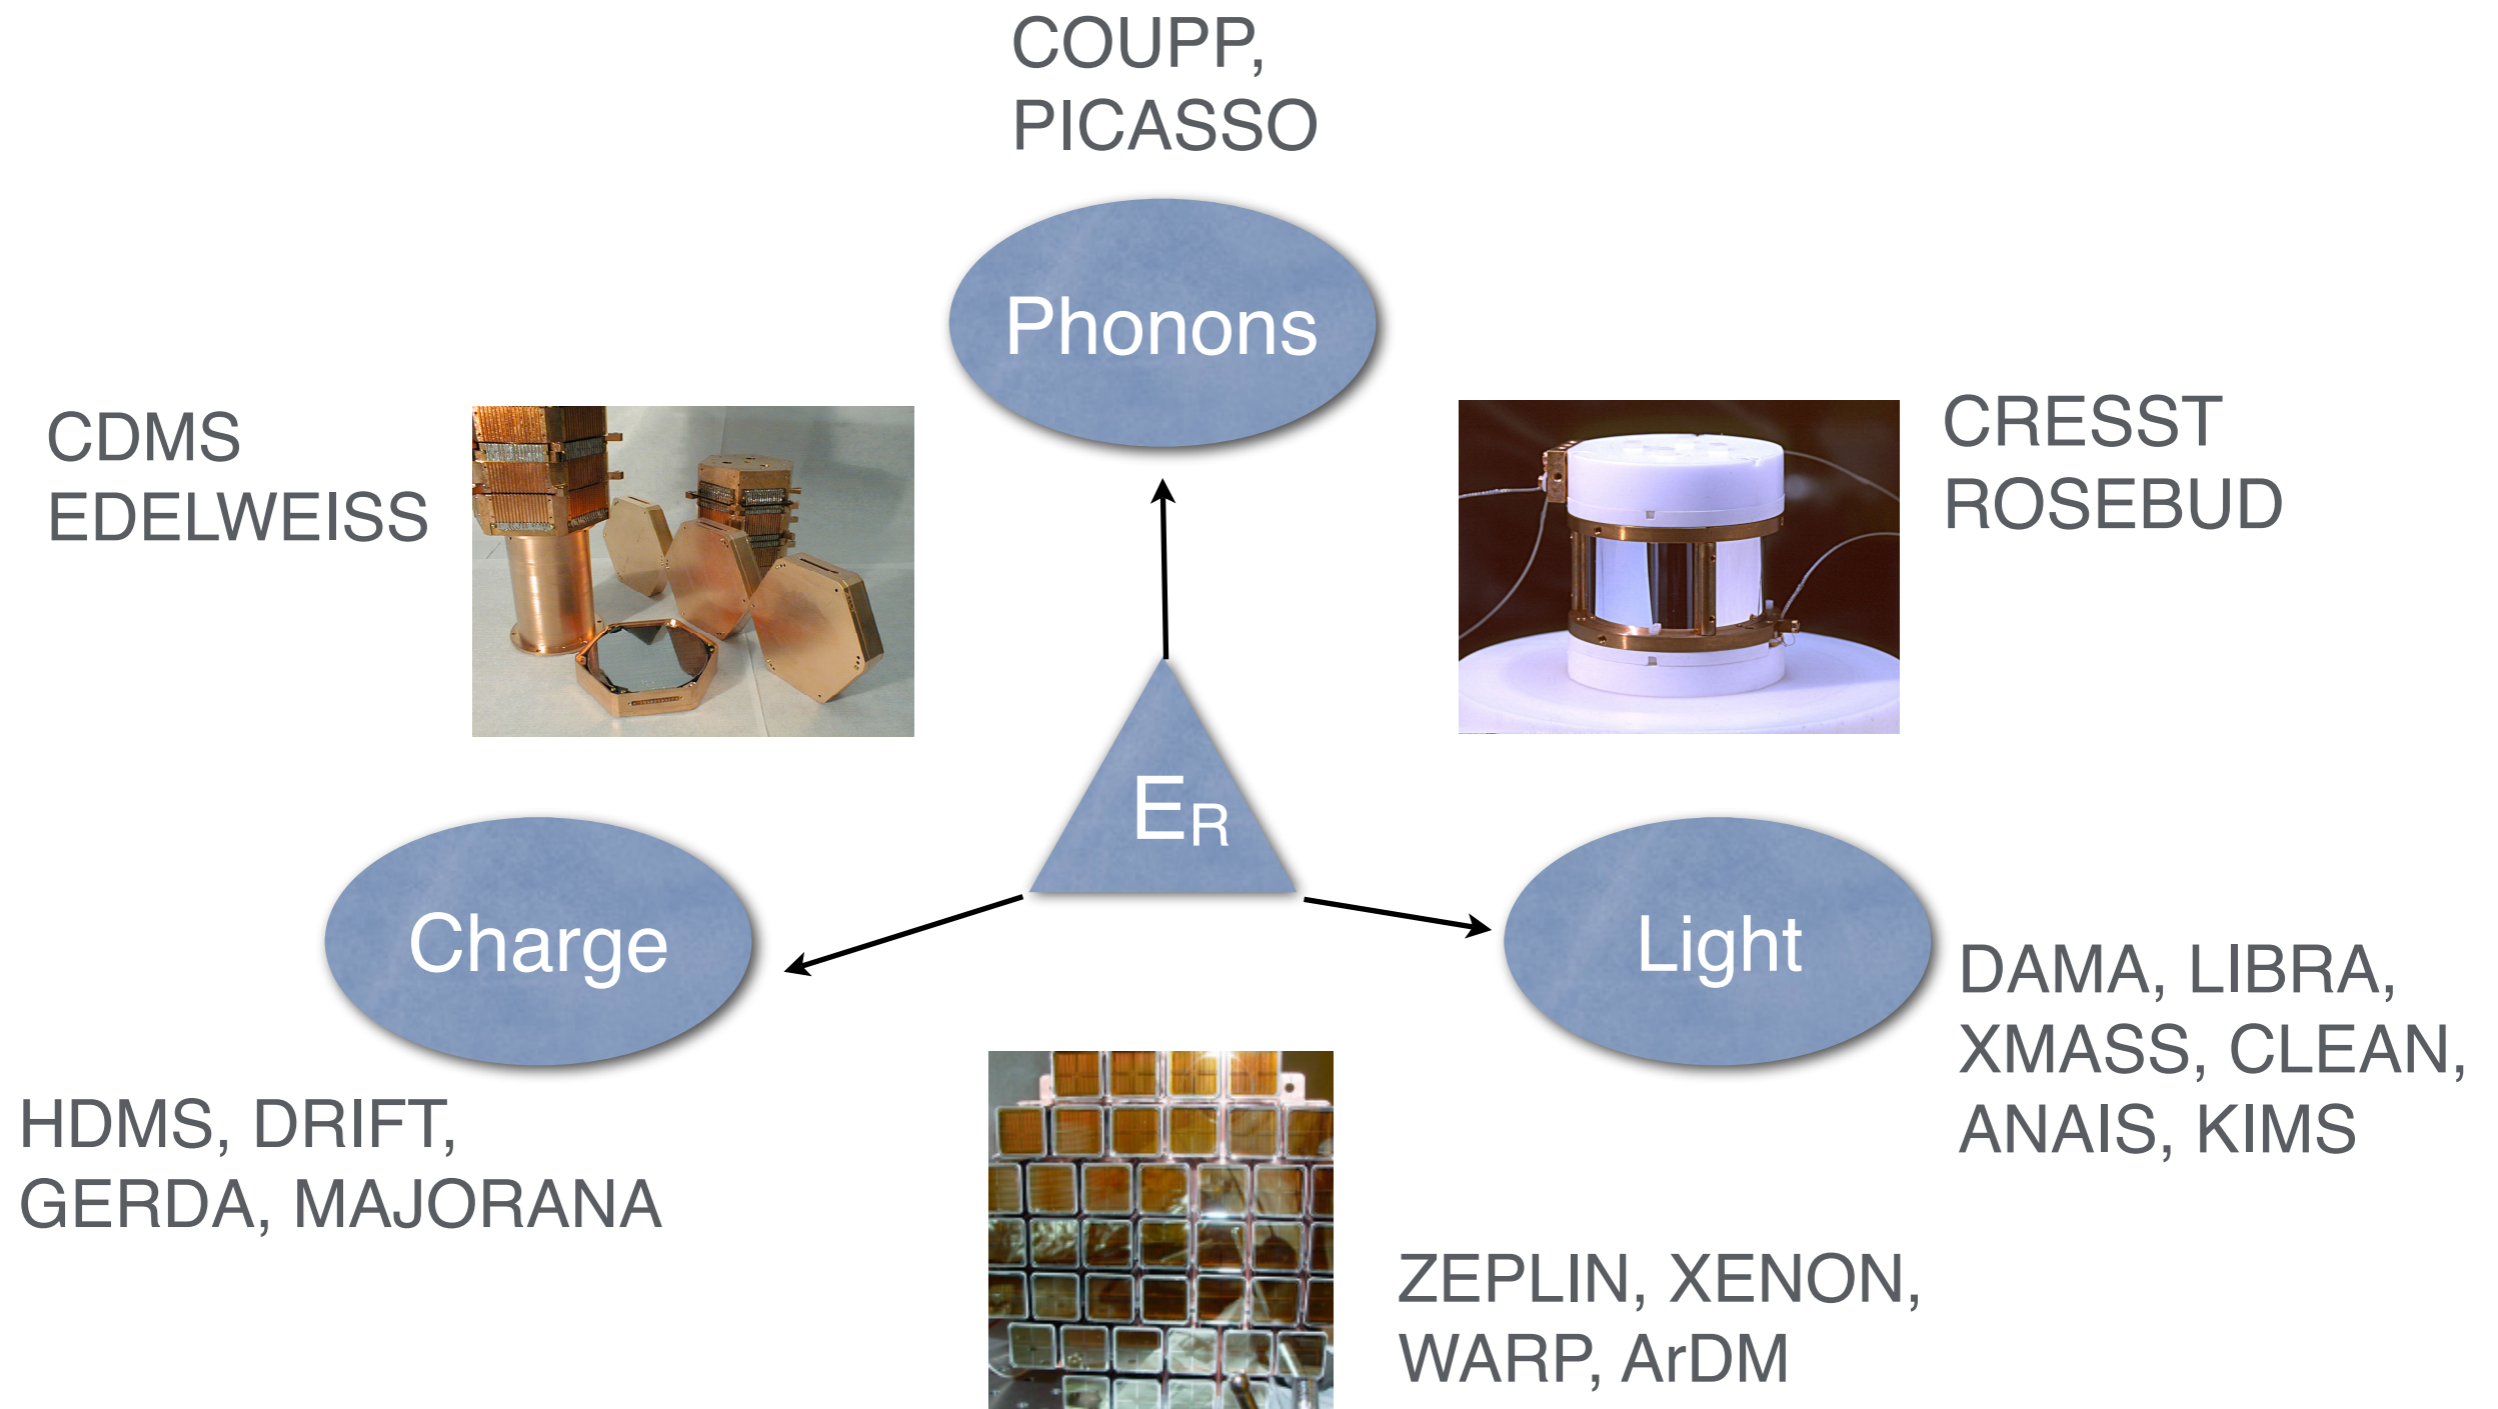 COUPP,
PICASSO
Phonons
CDMS
EDELWEISS
CRESST
ROSEBUD
ER
Charge
Light
DAMA, LIBRA,
XMASS, CLEAN,
ANAIS, KIMS
HDMS, DRIFT,
GERDA, MAJORANA
ZEPLIN, XENON,
WARP, ArDM